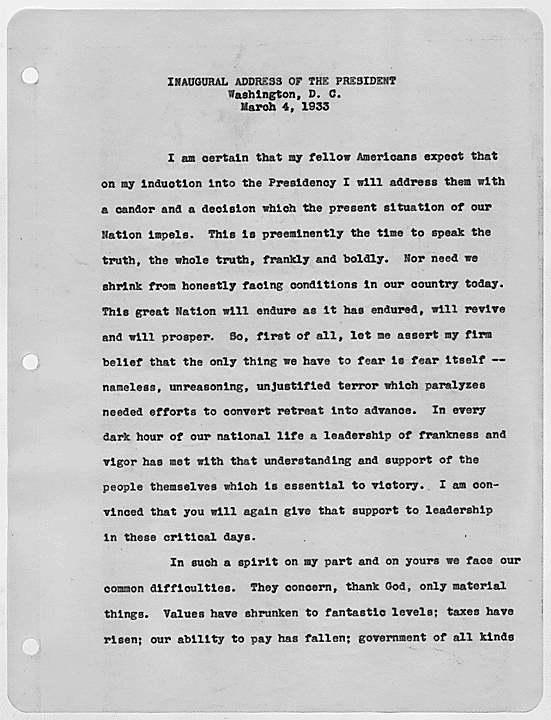 INAUGURAL ADDRESS OF THE PRESIDENT
Washington, D. C.
March 4, 1933
I am certain that my fellow Americans expect that
on my induction into the Presidency I will address them with
a candor and a decision which the present situation of our
Nation impels. This is preeminently the time to speak the
truth, the whole truth, frankly and boldly. Nor need we
shrink from honestly facing conditions in our country today.
This great Nation will endure as it has endured, will revive
and will prosper. So, first of all, let me assert my firm
belief that the only thing we have to fear is fear itself --
nameless, unreasoning, unjustified terror which paralyzes
needed efforts to convert retreat into advance. In every
dark hour of our national life a leadership of frankness and
vigor has met with that understanding and support of the
people themselves which is essential to victory. I am con-
vinced that you will again give that support to leadership
in these critical days.
In such a spirit on my part and on yours we face our
common difficulties. They concern, thank God, only material
things. Values have shrunken to fantastic levels; taxes have
risen; our ability to pay has fallen; government of all kinds